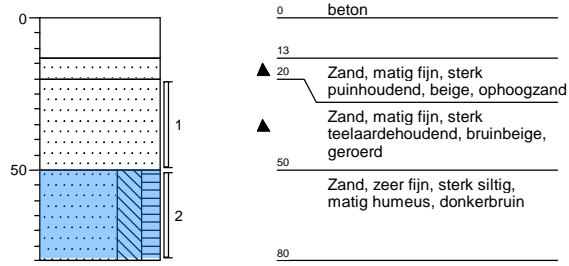 0
50
1
2
0
beton
13
20
Zand, matig fijn, sterk
puinhoudend, beige, ophoogzand
Zand, matig fijn, sterk
teelaardehoudend, bruinbeige,
geroerd
50
Zand, zeer fijn, sterk siltig,
matig humeus, donkerbruin
80